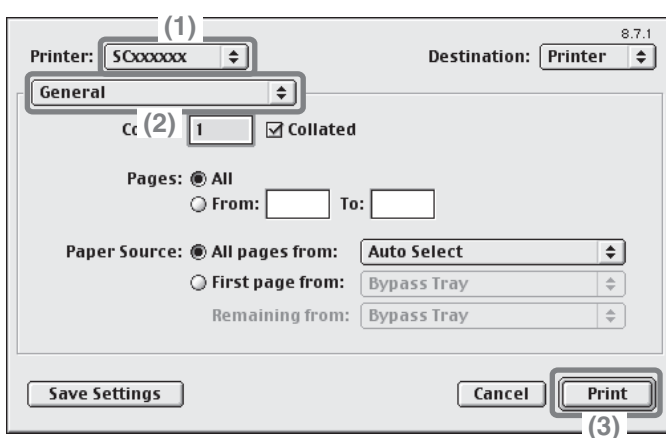 (1)
8.7.1
Printer: SCxxxxxx Destination: Printer
General
(2) 1 Collated
Pages: All
From: To:
Paper Source: All pages from: Auto Select
First page from: Bypass Tray
Remaining from: Bypass Tray
Save Settings Cancel Print
(3)